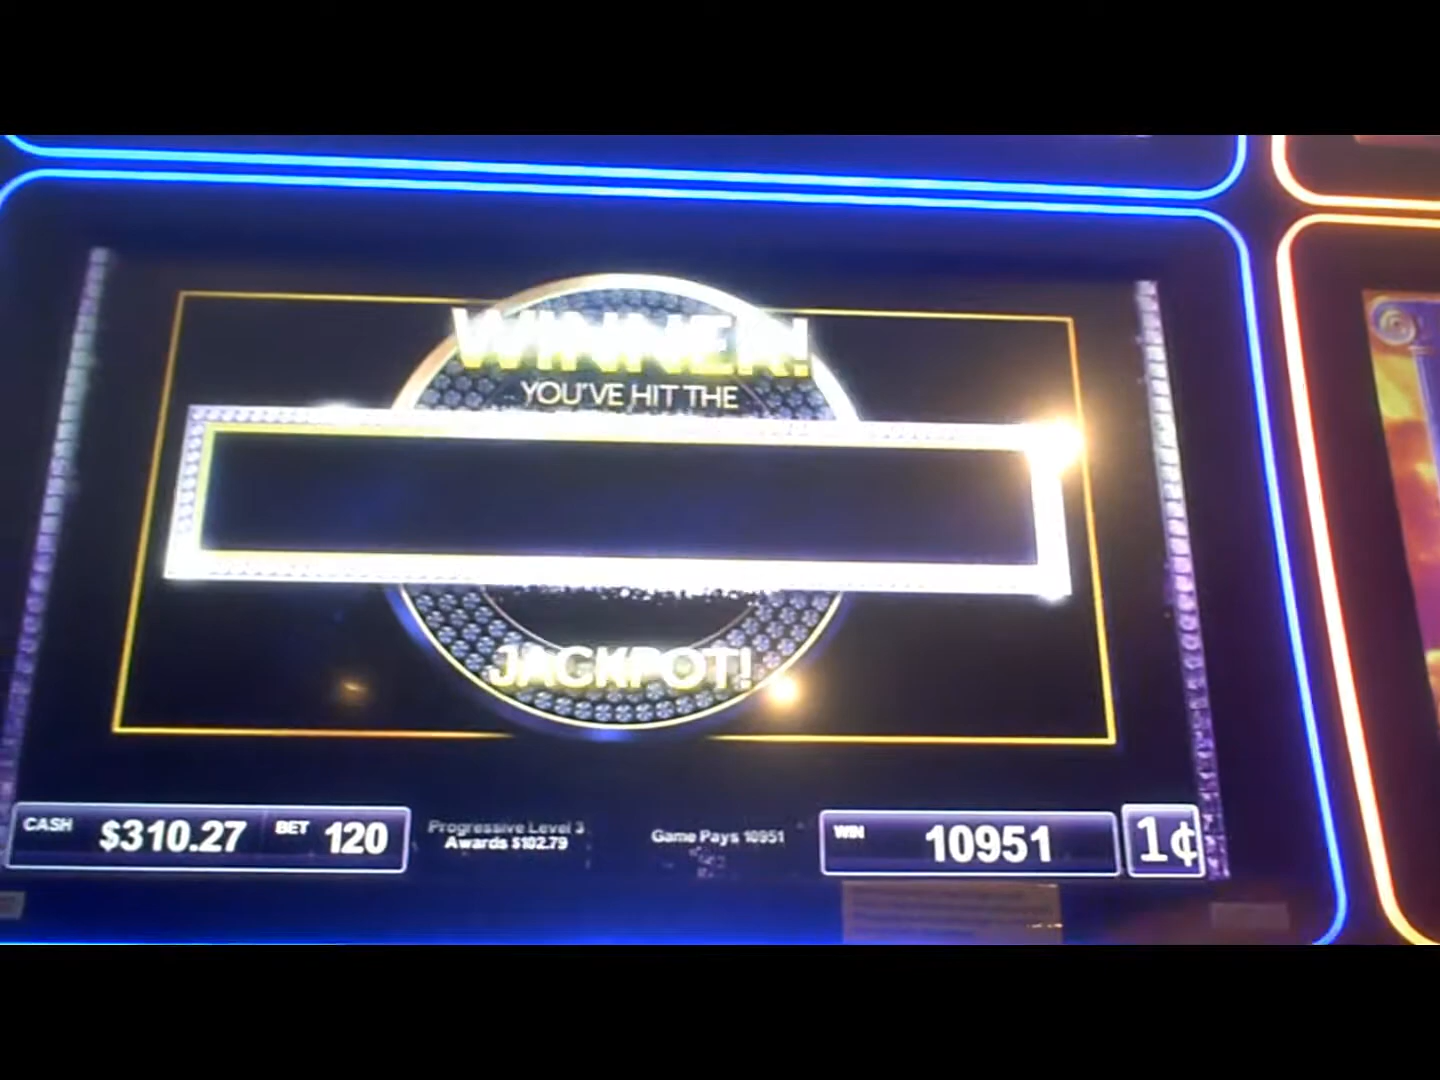 WINNER!
YOU'VE HIT THE
JACKPOT!
CASH $310.27 BET 120
Progressive Level 3
Awards $102.79
Game Pays 10951
WIN 10951
1¢